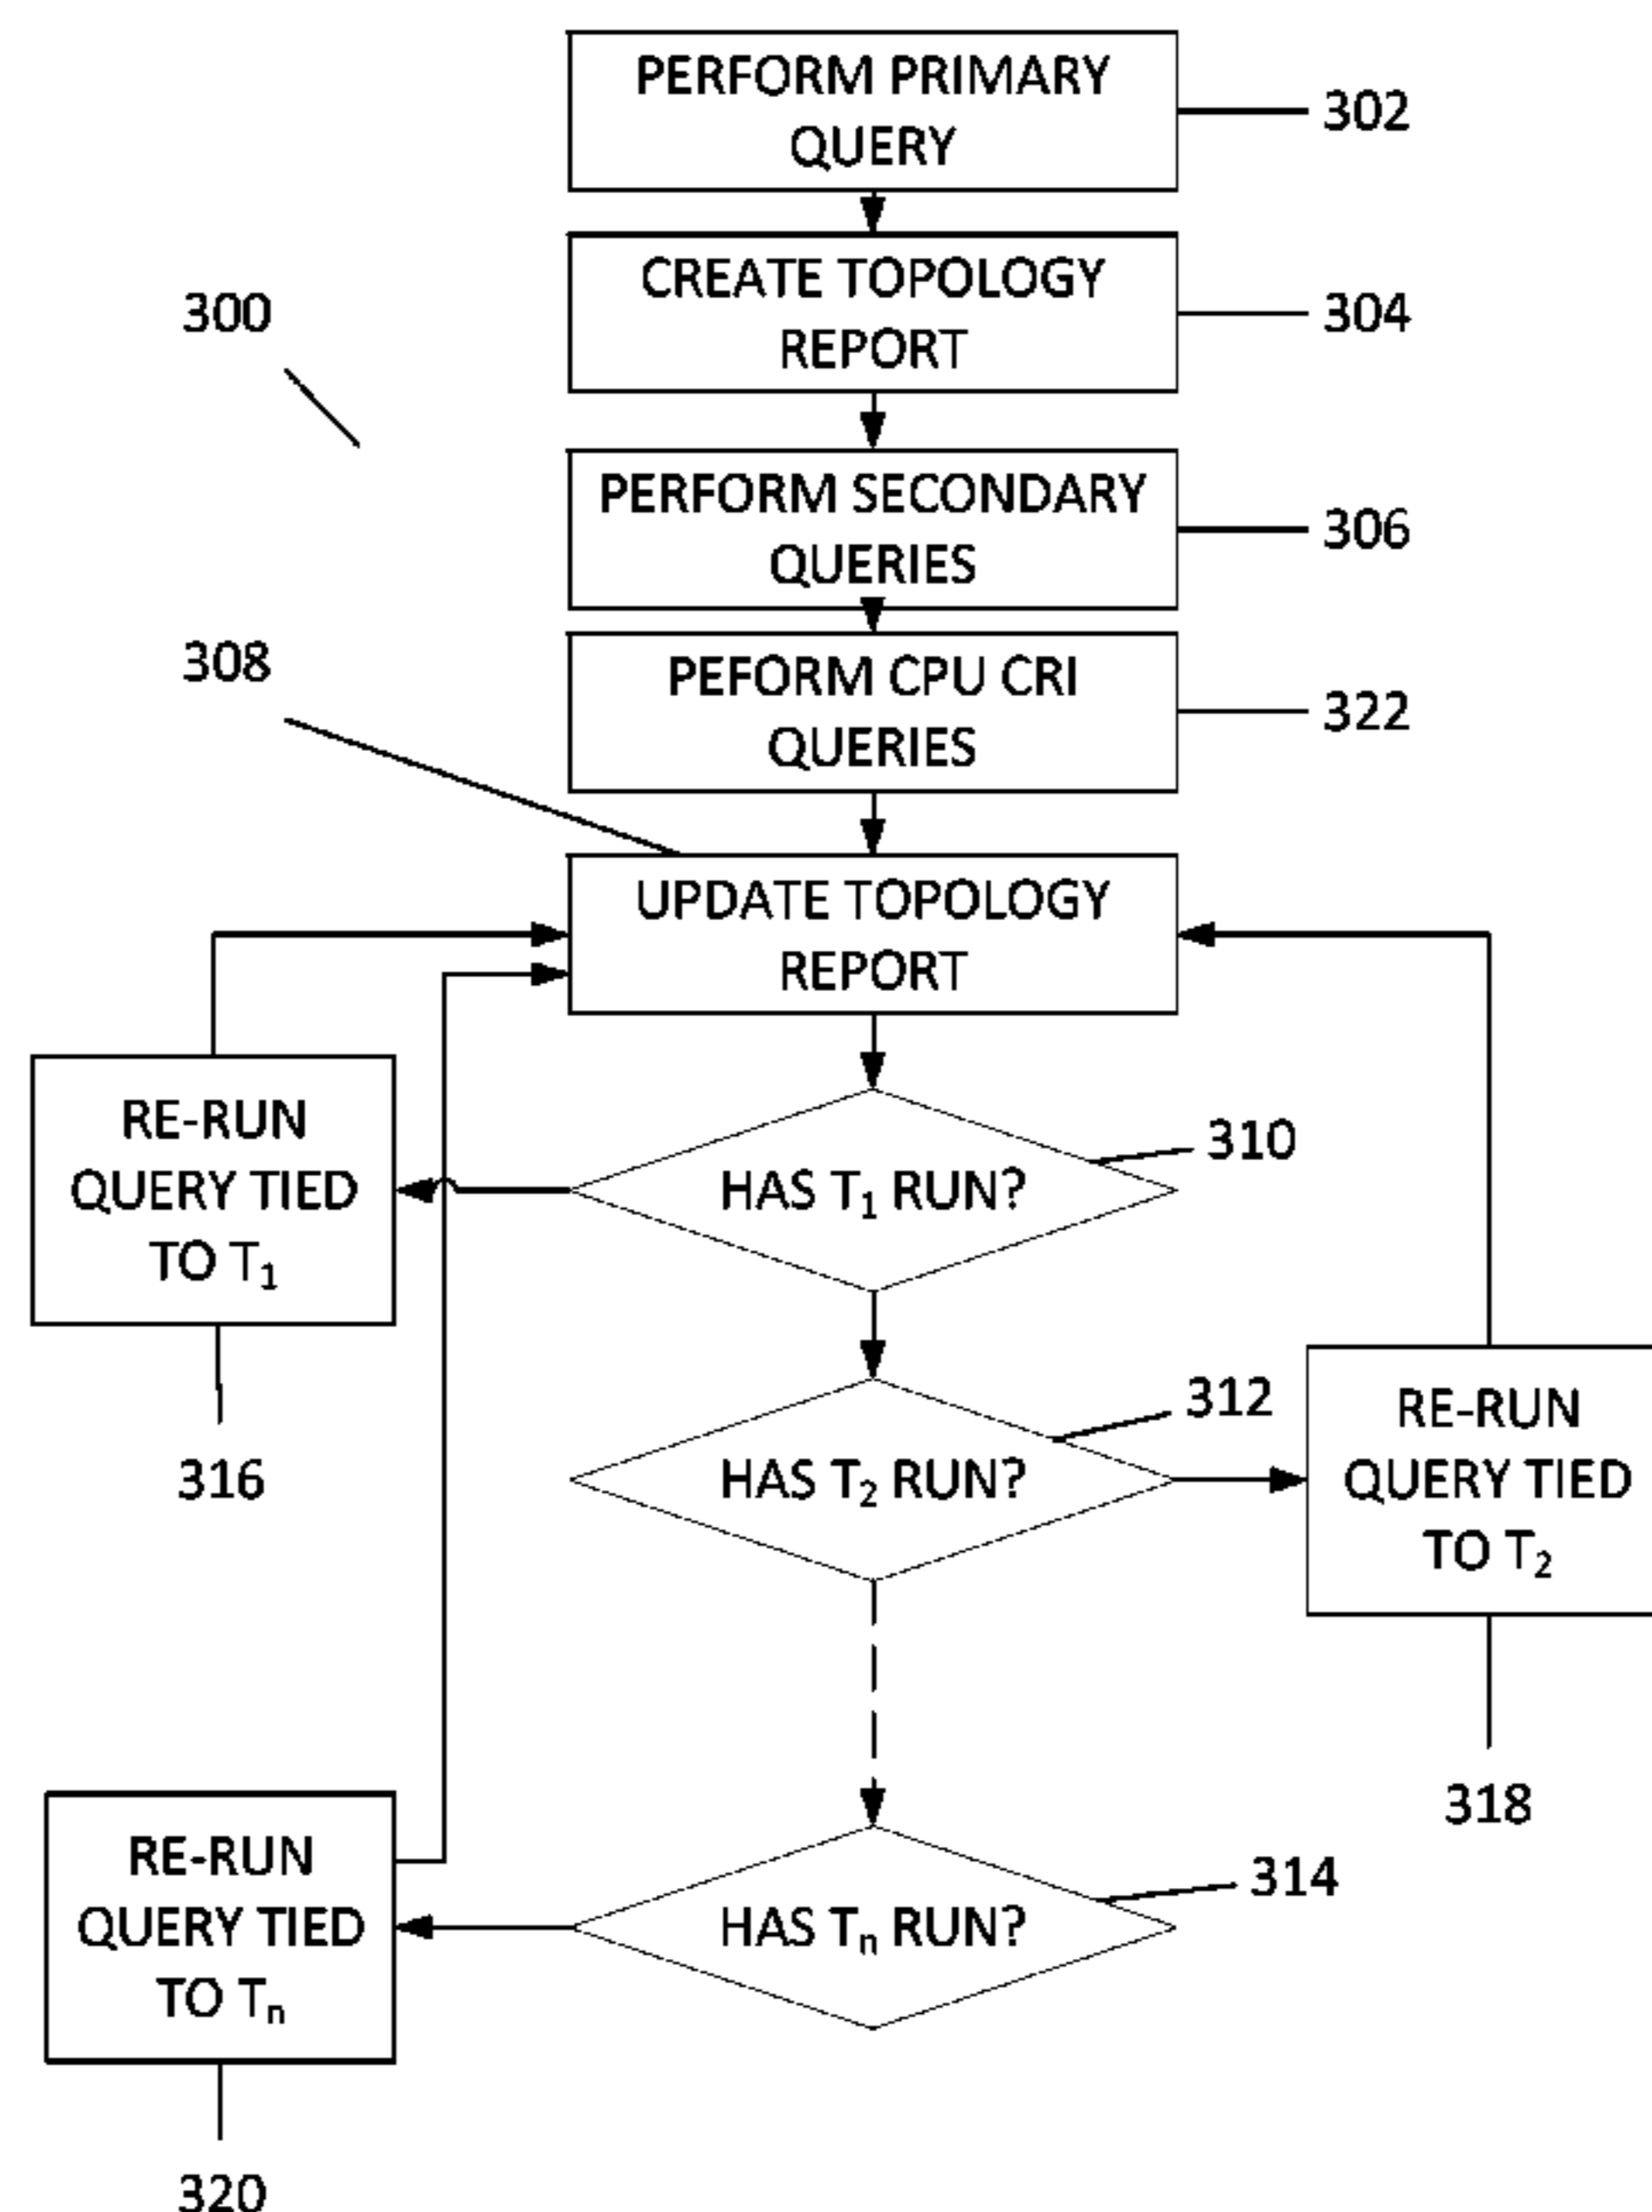 PERFORM PRIMARY
QUERY
302
CREATE TOPOLOGY
REPORT
304
300
PERFORM SECONDARY
QUERIES
306
308
PEFORM CPU CRI
QUERIES
322
UPDATE TOPOLOGY
REPORT
RE-RUN
QUERY TIED
TO T₁
316
HAS T₁ RUN?
310
HAS T₂ RUN?
312
RE-RUN
QUERY TIED
TO T₂
318
RE-RUN
QUERY TIED
TO Tₙ
320
HAS Tₙ RUN?
314